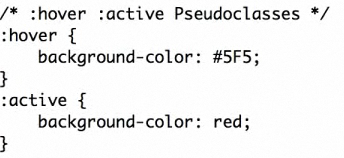 /* :hover :active Pseudoclasses */
:hover {
    background-color: #5F5;
}
:active {
    background-color: red;
}